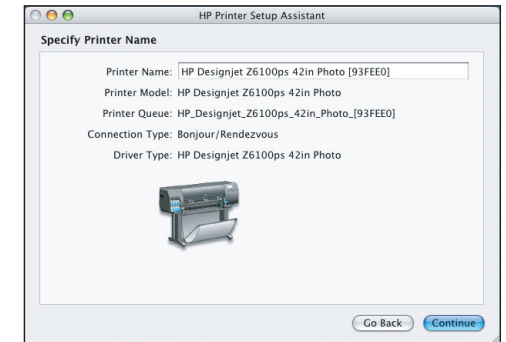 HP Printer Setup Assistant
Specify Printer Name
Printer Name: HP Designjet Z6100ps 42in Photo [93FEE0]
Printer Model: HP Designjet Z6100ps 42in Photo
Printer Queue: HP_Designjet_Z6100ps_42in_Photo_[93FEE0]
Connection Type: Bonjour/Rendezvous
Driver Type: HP Designjet Z6100ps 42in Photo
Go Back Continue